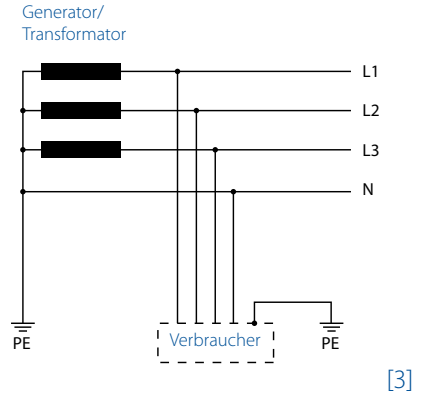 Generator/
Transformator
L1
L2
L3
N
PE
Verbraucher
PE
[3]